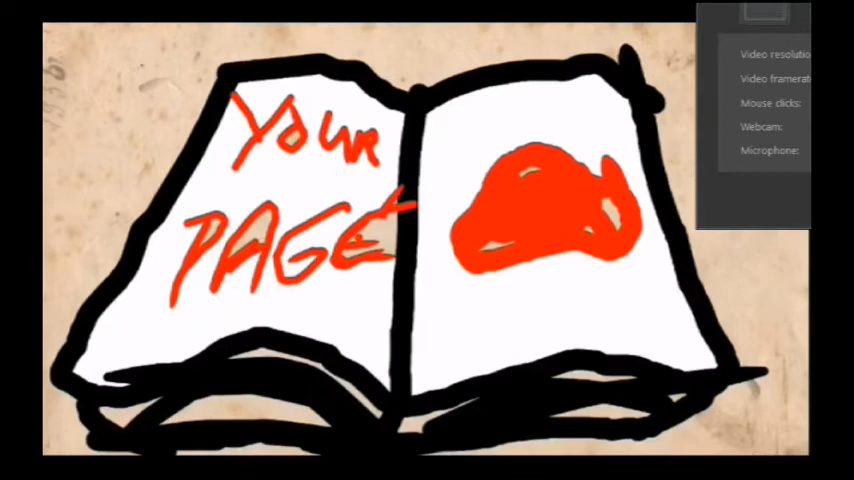 Your
PAGE
Video resolutio
Video framerat
Mouse clicks:
Webcam:
Microphone: